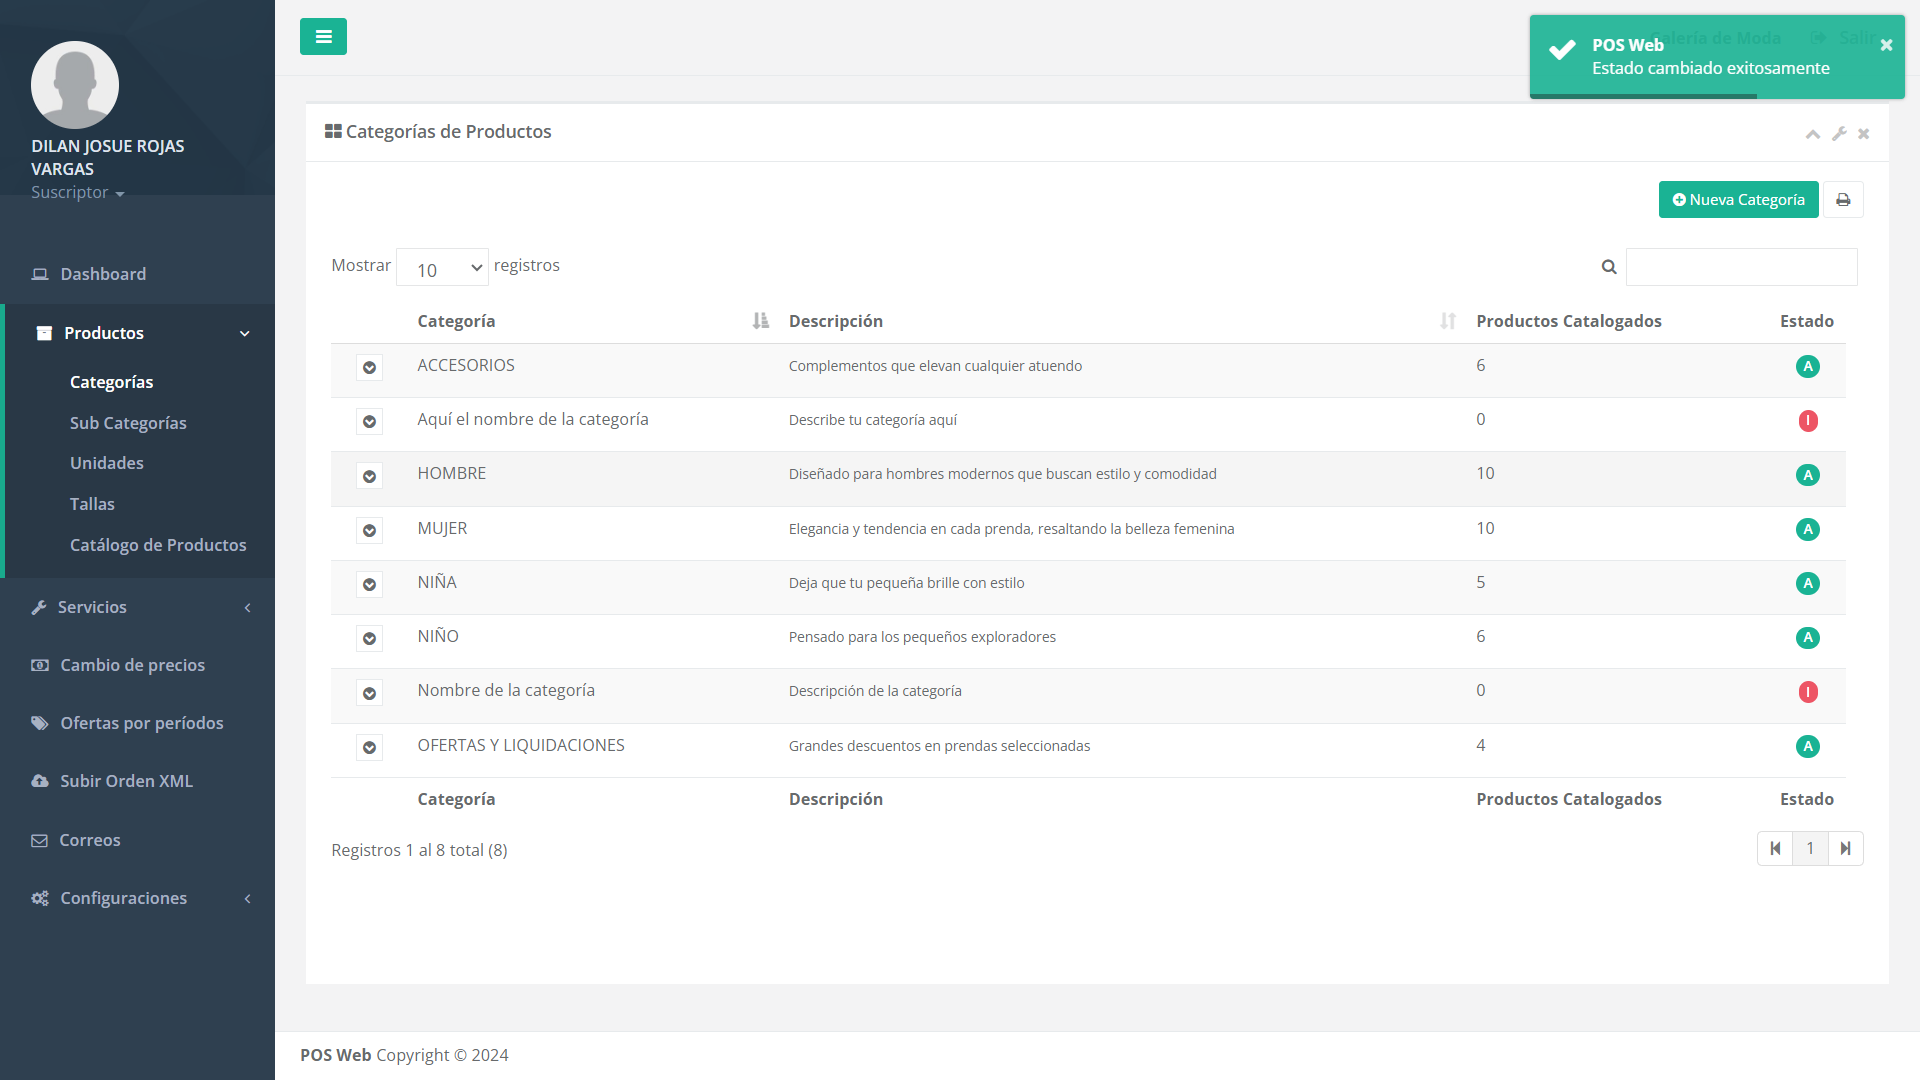 DILAN JOSUE ROJAS
VARGAS
Suscriptor
Dashboard
Productos
Categorías
Sub Categorías
Unidades
Tallas
Catálogo de Productos
Servicios
Cambio de precios
Ofertas por períodos
Subir Orden XML
Correos
Configuraciones
Galería de Moda Salir
POS Web
Estado cambiado exitosamente
Categorías de Productos
Nueva Categoría
Mostrar 10 registros
Categoría Descripción Productos Catalogados Estado
ACCESORIOS Complementos que elevan cualquier atuendo 6 A
Aquí el nombre de la categoría Describe tu categoría aquí 0 I
HOMBRE Diseñado para hombres modernos que buscan estilo y comodidad 10 A
MUJER Elegancia y tendencia en cada prenda, resaltando la belleza femenina 10 A
NIÑA Deja que tu pequeña brille con estilo 5 A
NIÑO Pensado para los pequeños exploradores 6 A
Nombre de la categoría Descripción de la categoría 0 I
OFERTAS Y LIQUIDACIONES Grandes descuentos en prendas seleccionadas 4 A
Categoría Descripción Productos Catalogados Estado
Registros 1 al 8 total (8)
1
POS Web Copyright © 2024